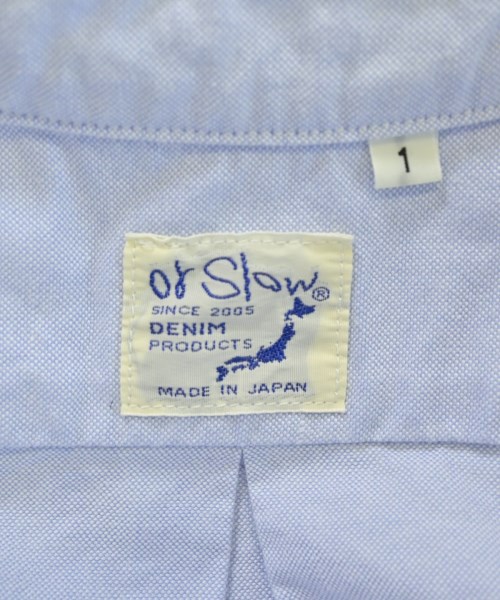 1
or Slow®
SINCE 2005
DENIM
PRODUCTS
MADE IN JAPAN